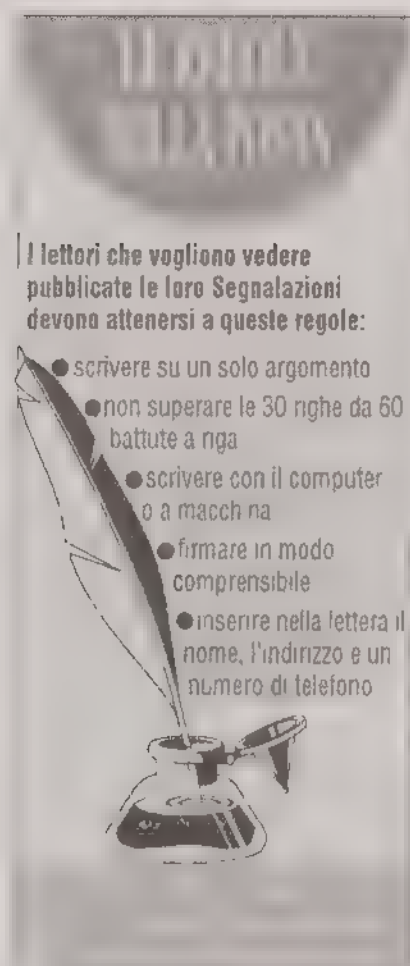 I lettori che vogliono vedere
pubblicate le loro Segnalazioni
devono attenersi a queste regole:
● scrivere su un solo argomento
● non superare le 30 righe da 60
battute a riga
● scrivere con il computer
o a macch na
● firmare in modo
comprensibile
● inserire nella lettera il
nome, l'indirizzo e un
numero di telefono